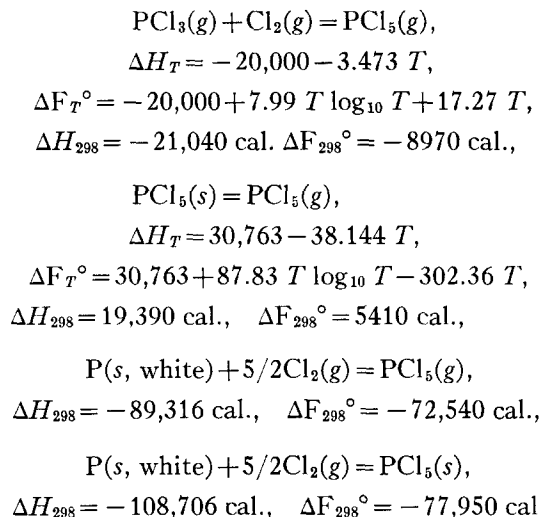 PCl₃(g)+Cl₂(g)=PCl₅(g),
ΔH_T=−20,000−3.473 T,
ΔF_T°=−20,000+7.99 T log₁₀ T+17.27 T,
ΔH₂₉₈=−21,040 cal. ΔF₂₉₈°=−8970 cal.,
PCl₅(s)=PCl₅(g),
ΔH_T=30,763−38.144 T,
ΔF_T°=30,763+87.83 T log₁₀ T−302.36 T,
ΔH₂₉₈=19,390 cal., ΔF₂₉₈°=5410 cal.,
P(s, white)+5/2Cl₂(g)=PCl₅(g),
ΔH₂₉₈=−89,316 cal., ΔF₂₉₈°=−72,540 cal.,
P(s, white)+5/2Cl₂(g)=PCl₅(s),
ΔH₂₉₈=−108,706 cal., ΔF₂₉₈°=−77,950 cal